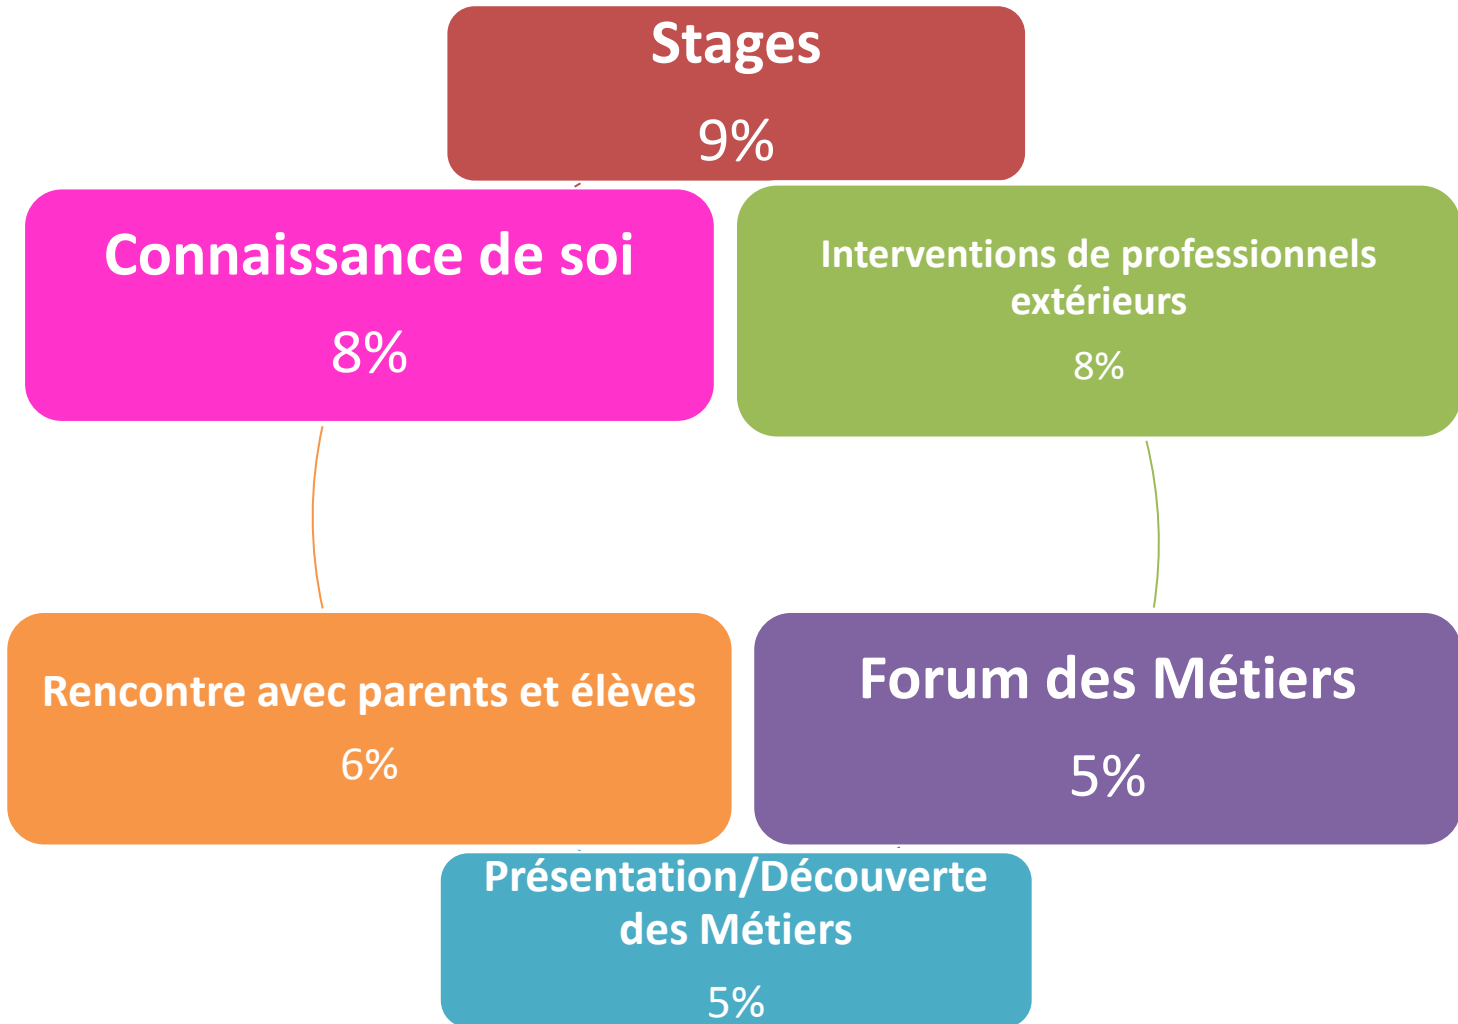 Stages
9%
Connaissance de soi
8%
Interventions de professionnels
extérieurs
8%
Rencontre avec parents et élèves
6%
Forum des Métiers
5%
Présentation/Découverte
des Métiers
5%